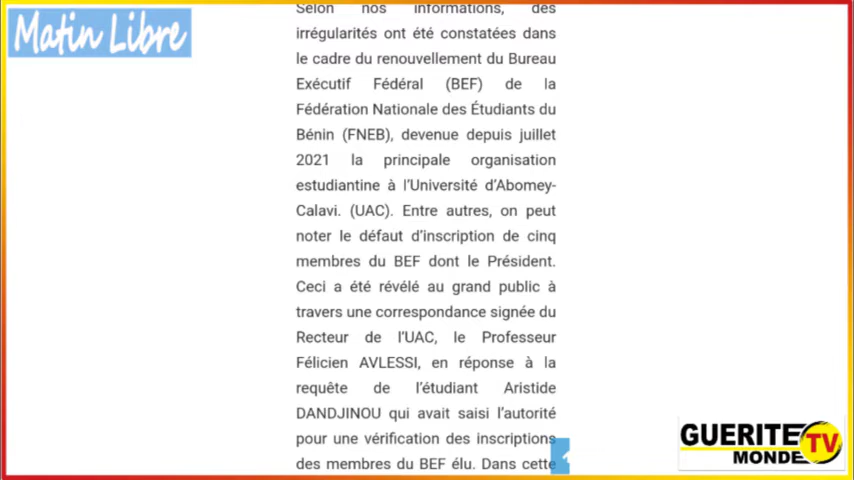 Matin Libre
Selon nos informations, des
irrégularités ont été constatées dans
le cadre du renouvellement du Bureau
Exécutif Fédéral (BEF) de la
Fédération Nationale des Étudiants du
Bénin (FNEB), devenue depuis juillet
2021 la principale organisation
estudiantine à l'Université d'Abomey-
Calavi. (UAC). Entre autres, on peut
noter le défaut d'inscription de cinq
membres du BEF dont le Président.
Ceci a été révélé au grand public à
travers une correspondance signée du
Recteur de l'UAC, le Professeur
Félicien AVLESSI, en réponse à la
requête de l'étudiant Aristide
DANDJINOU qui avait saisi l'autorité
pour une vérification des inscriptions
des membres du BEF élu. Dans cette
GUERITE TV
MONDE